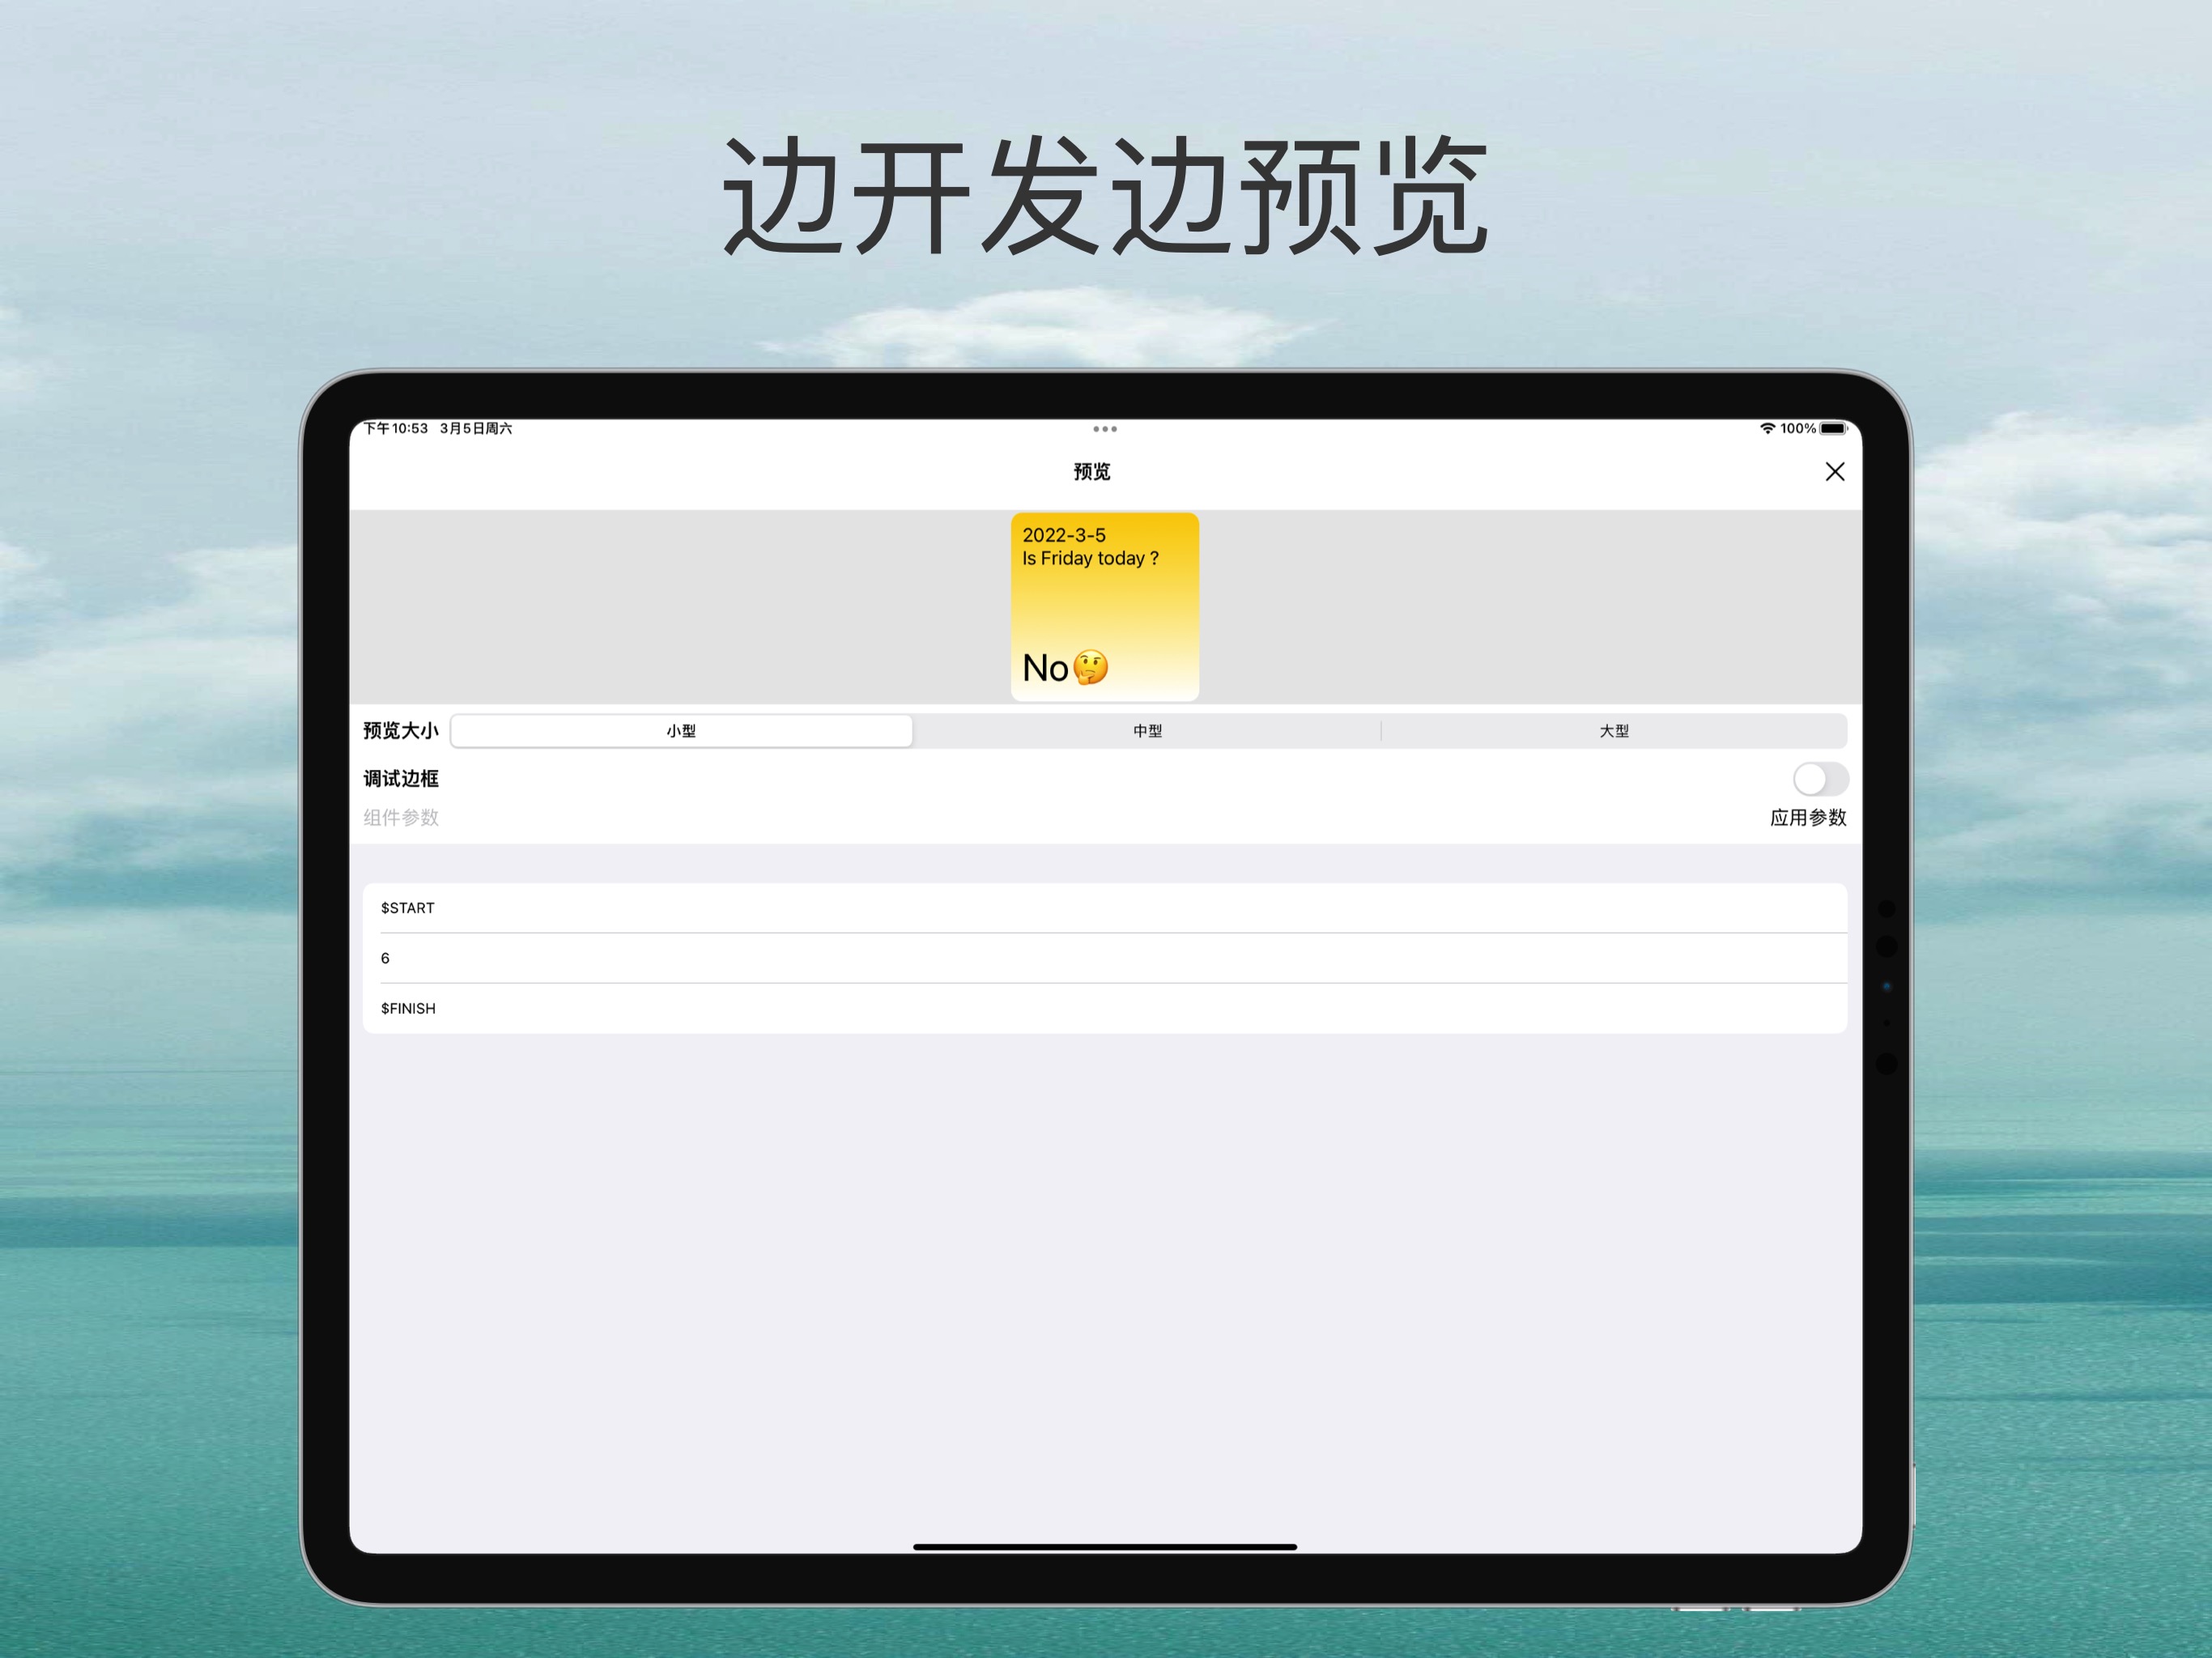 边开发边预览
下午10:53 3月5日周六
100%
预览
2022-3-5
Is Friday today ?
No🤔
预览大小 小型 中型 大型
调试边框
组件参数 应用参数
$START
6
$FINISH